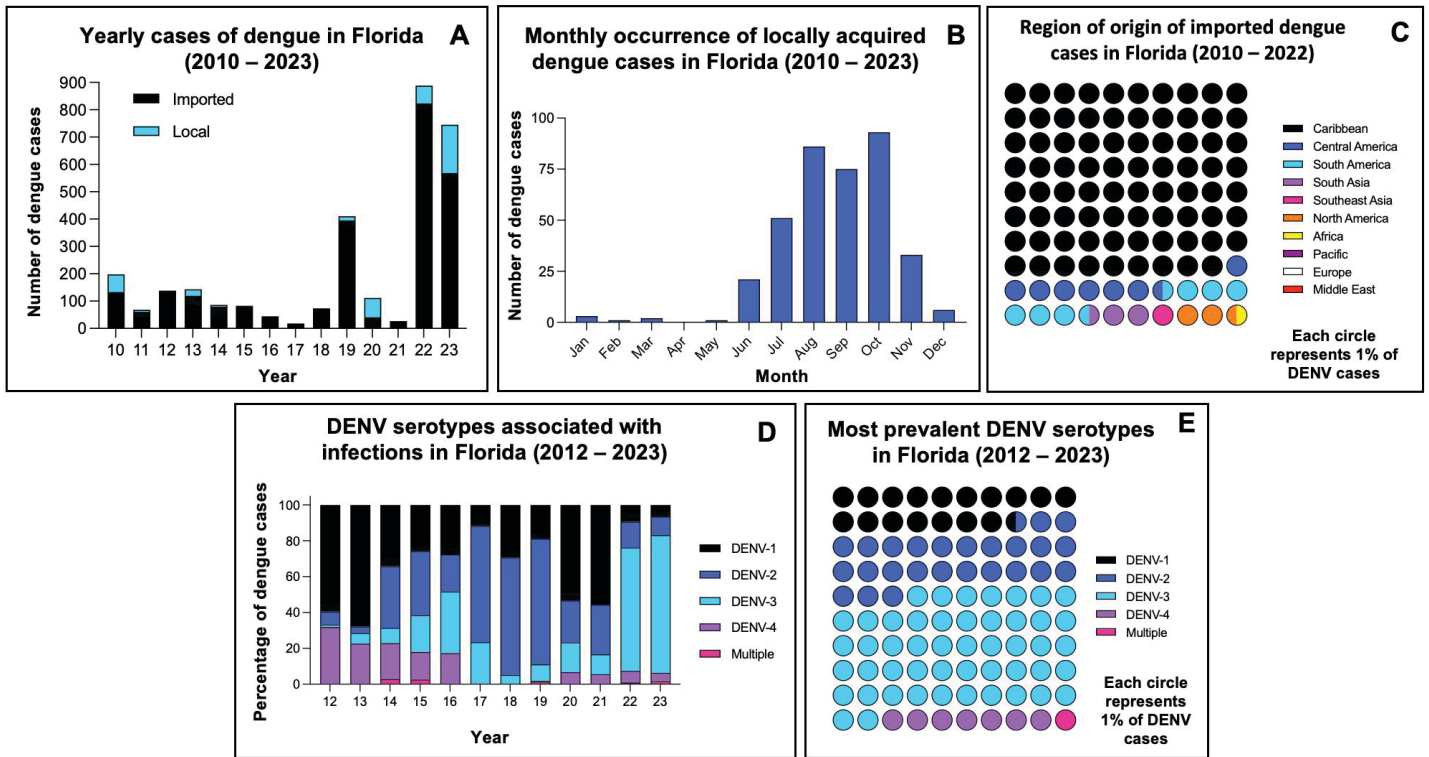 Yearly cases of dengue in Florida
(2010 – 2023)
A
Number of dengue cases
900
800
700
600
500
400
300
200
100
0
Imported
Local
10 11 12 13 14 15 16 17 18 19 20 21 22 23
Year
Monthly occurrence of locally acquired
dengue cases in Florida (2010 – 2023)
B
Number of dengue cases
100
75
50
25
0
Jan Feb Mar Apr May Jun Jul Aug Sep Oct Nov Dec
Month
Region of origin of imported dengue
cases in Florida (2010 – 2022)
C
Caribbean
Central America
South America
South Asia
Southeast Asia
North America
Africa
Pacific
Europe
Middle East
Each circle
represents 1% of
DENV cases
DENV serotypes associated with
infections in Florida (2012 – 2023)
D
Percentage of dengue cases
100
80
60
40
20
0
12 13 14 15 16 17 18 19 20 21 22 23
Year
DENV-1
DENV-2
DENV-3
DENV-4
Multiple
Most prevalent DENV serotypes
in Florida (2012 – 2023)
E
DENV-1
DENV-2
DENV-3
DENV-4
Multiple
Each circle
represents
1% of DENV
cases